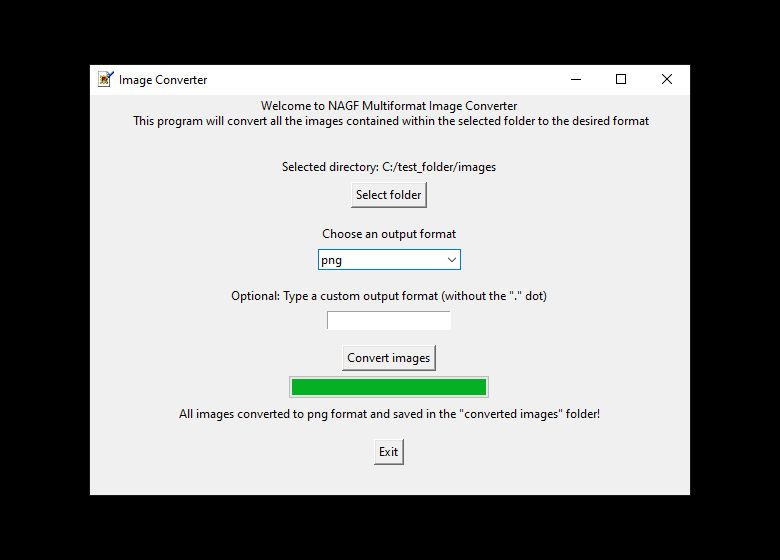 Image Converter
Welcome to NAGF Multiformat Image Converter
This program will convert all the images contained within the selected folder to the desired format
Selected directory: C:/test_folder/images
Select folder
Choose an output format
png
Optional: Type a custom output format (without the "." dot)
Convert images
All images converted to png format and saved in the "converted images" folder!
Exit